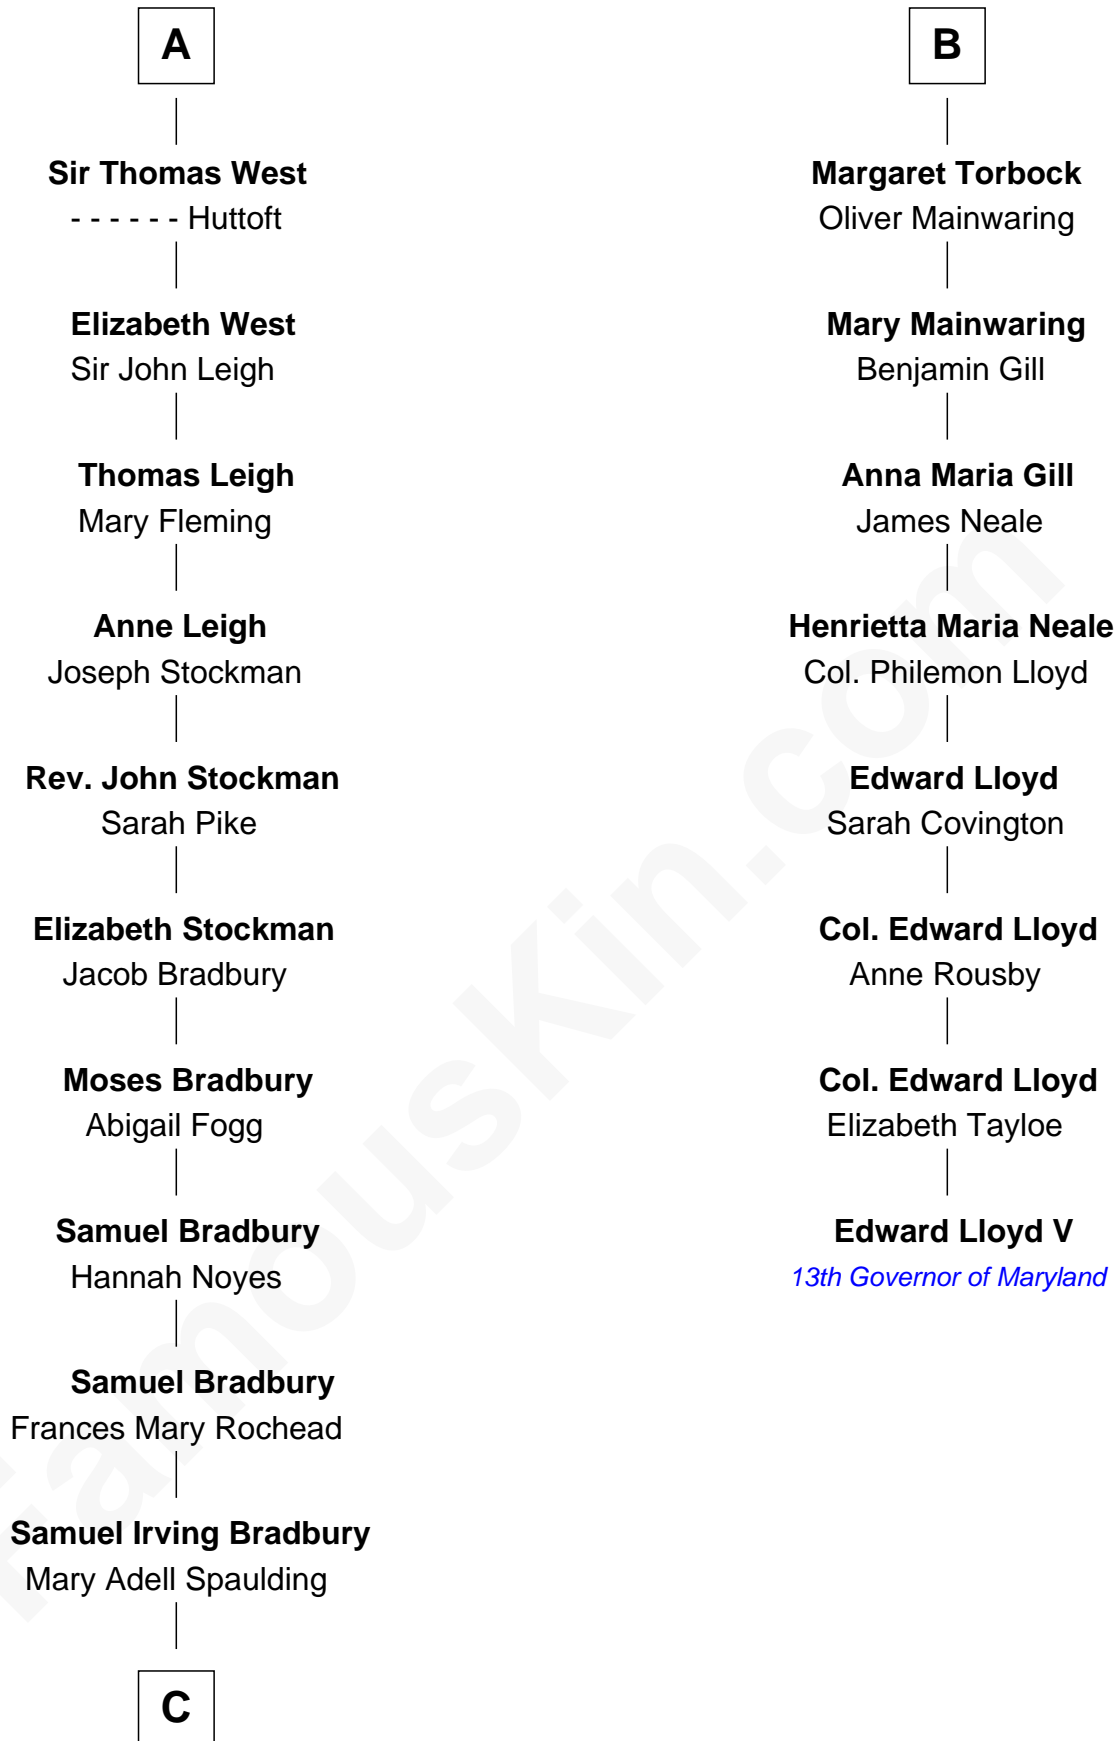 A
Sir Thomas West
- - - - - - Huttoft
Elizabeth West
Sir John Leigh
Thomas Leigh
Mary Fleming
Anne Leigh
Joseph Stockman
Rev. John Stockman
Sarah Pike
Elizabeth Stockman
Jacob Bradbury
Moses Bradbury
Abigail Fogg
Samuel Bradbury
Hannah Noyes
Samuel Bradbury
Frances Mary Rochead
Samuel Irving Bradbury
Mary Adell Spaulding
C
B
Margaret Torbock
Oliver Mainwaring
Mary Mainwaring
Benjamin Gill
Anna Maria Gill
James Neale
Henrietta Maria Neale
Col. Philemon Lloyd
Edward Lloyd
Sarah Covington
Col. Edward Lloyd
Anne Rousby
Col. Edward Lloyd
Elizabeth Tayloe
Edward Lloyd V
13th Governor of Maryland
FamousKin.com